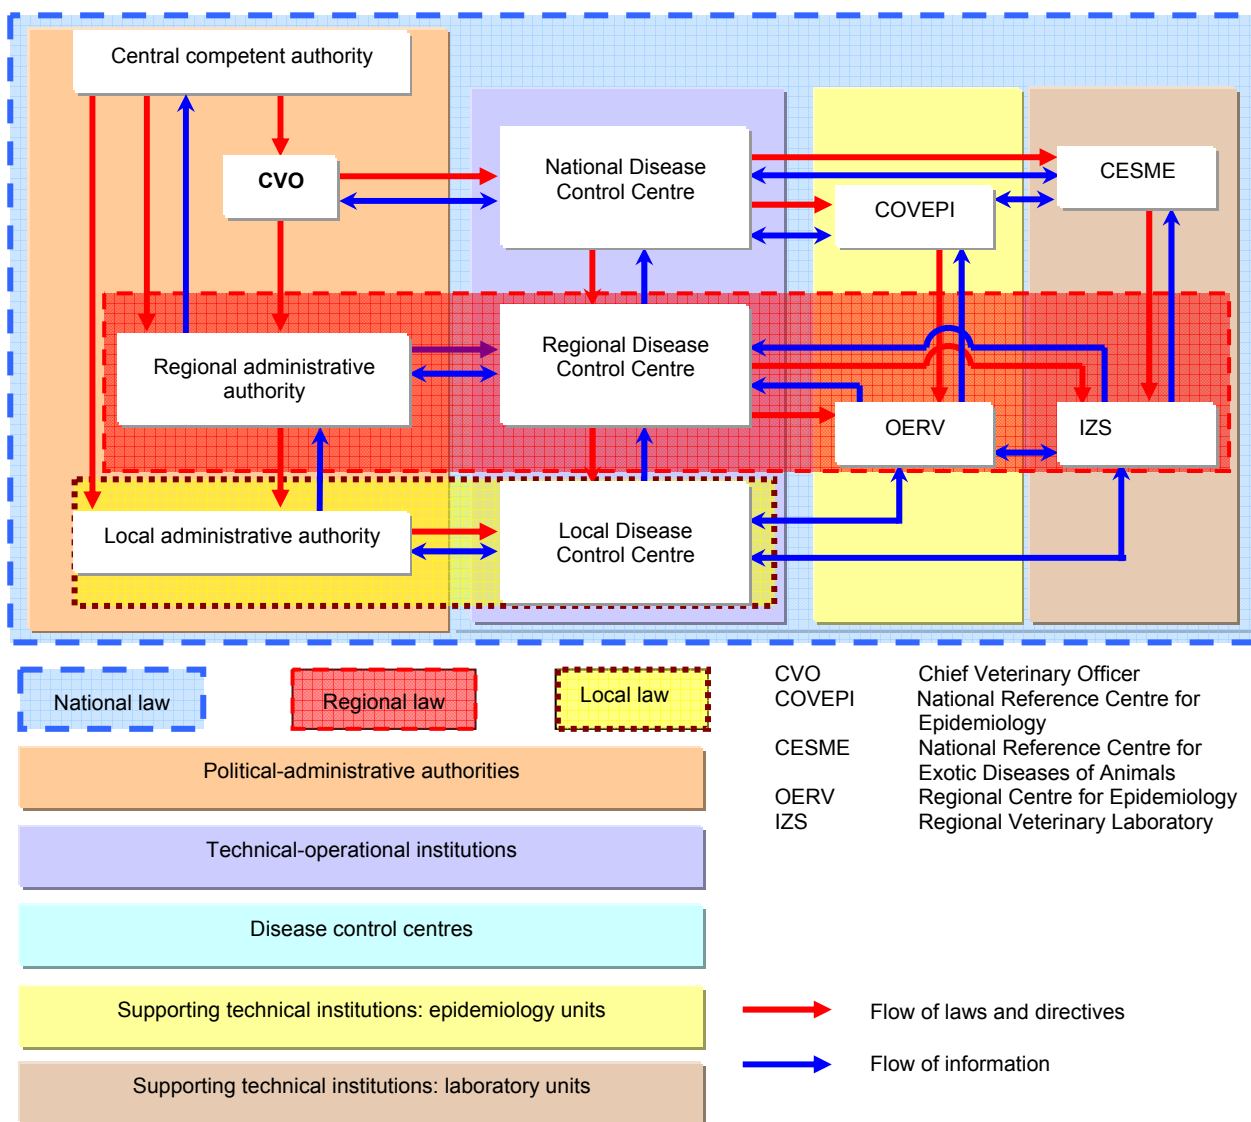 Central competent authority
CVO
National Disease
Control Centre
CESME
COVEPI
Regional administrative
authority
Regional Disease
Control Centre
OERV
IZS
Local administrative authority
Local Disease
Control Centre
National law
Regional law
Local law
CVO Chief Veterinary Officer
COVEPI National Reference Centre for
Epidemiology
CESME National Reference Centre for
Exotic Diseases of Animals
OERV Regional Centre for Epidemiology
IZS Regional Veterinary Laboratory
Political-administrative authorities
Technical-operational institutions
Disease control centres
Supporting technical institutions: epidemiology units
Supporting technical institutions: laboratory units
Flow of laws and directives
Flow of information